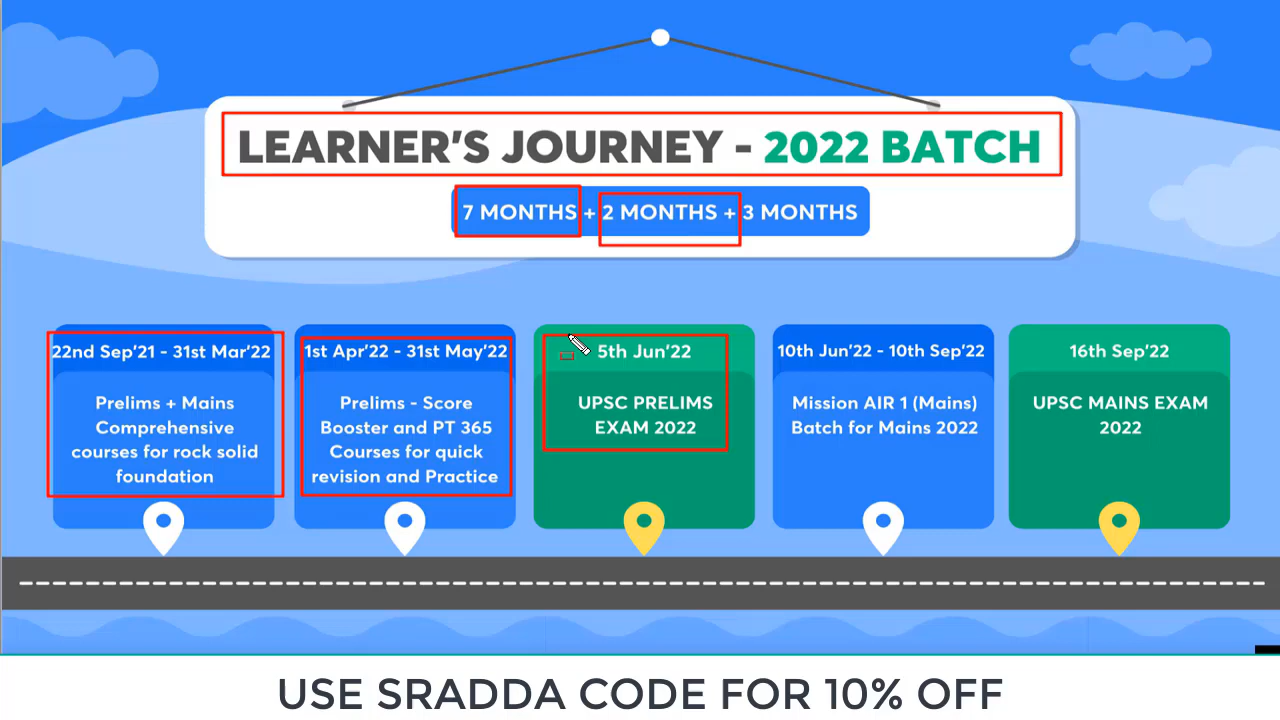 LEARNER'S JOURNEY - 2022 BATCH
7 MONTHS + 2 MONTHS + 3 MONTHS
22nd Sep'21 - 31st Mar'22
Prelims + Mains
Comprehensive
courses for rock solid
foundation
1st Apr'22 - 31st May'22
Prelims - Score
Booster and PT 365
Courses for quick
revision and Practice
5th Jun'22
UPSC PRELIMS
EXAM 2022
10th Jun'22 - 10th Sep'22
Mission AIR 1 (Mains)
Batch for Mains 2022
16th Sep'22
UPSC MAINS EXAM
2022
USE SRADDA CODE FOR 10% OFF